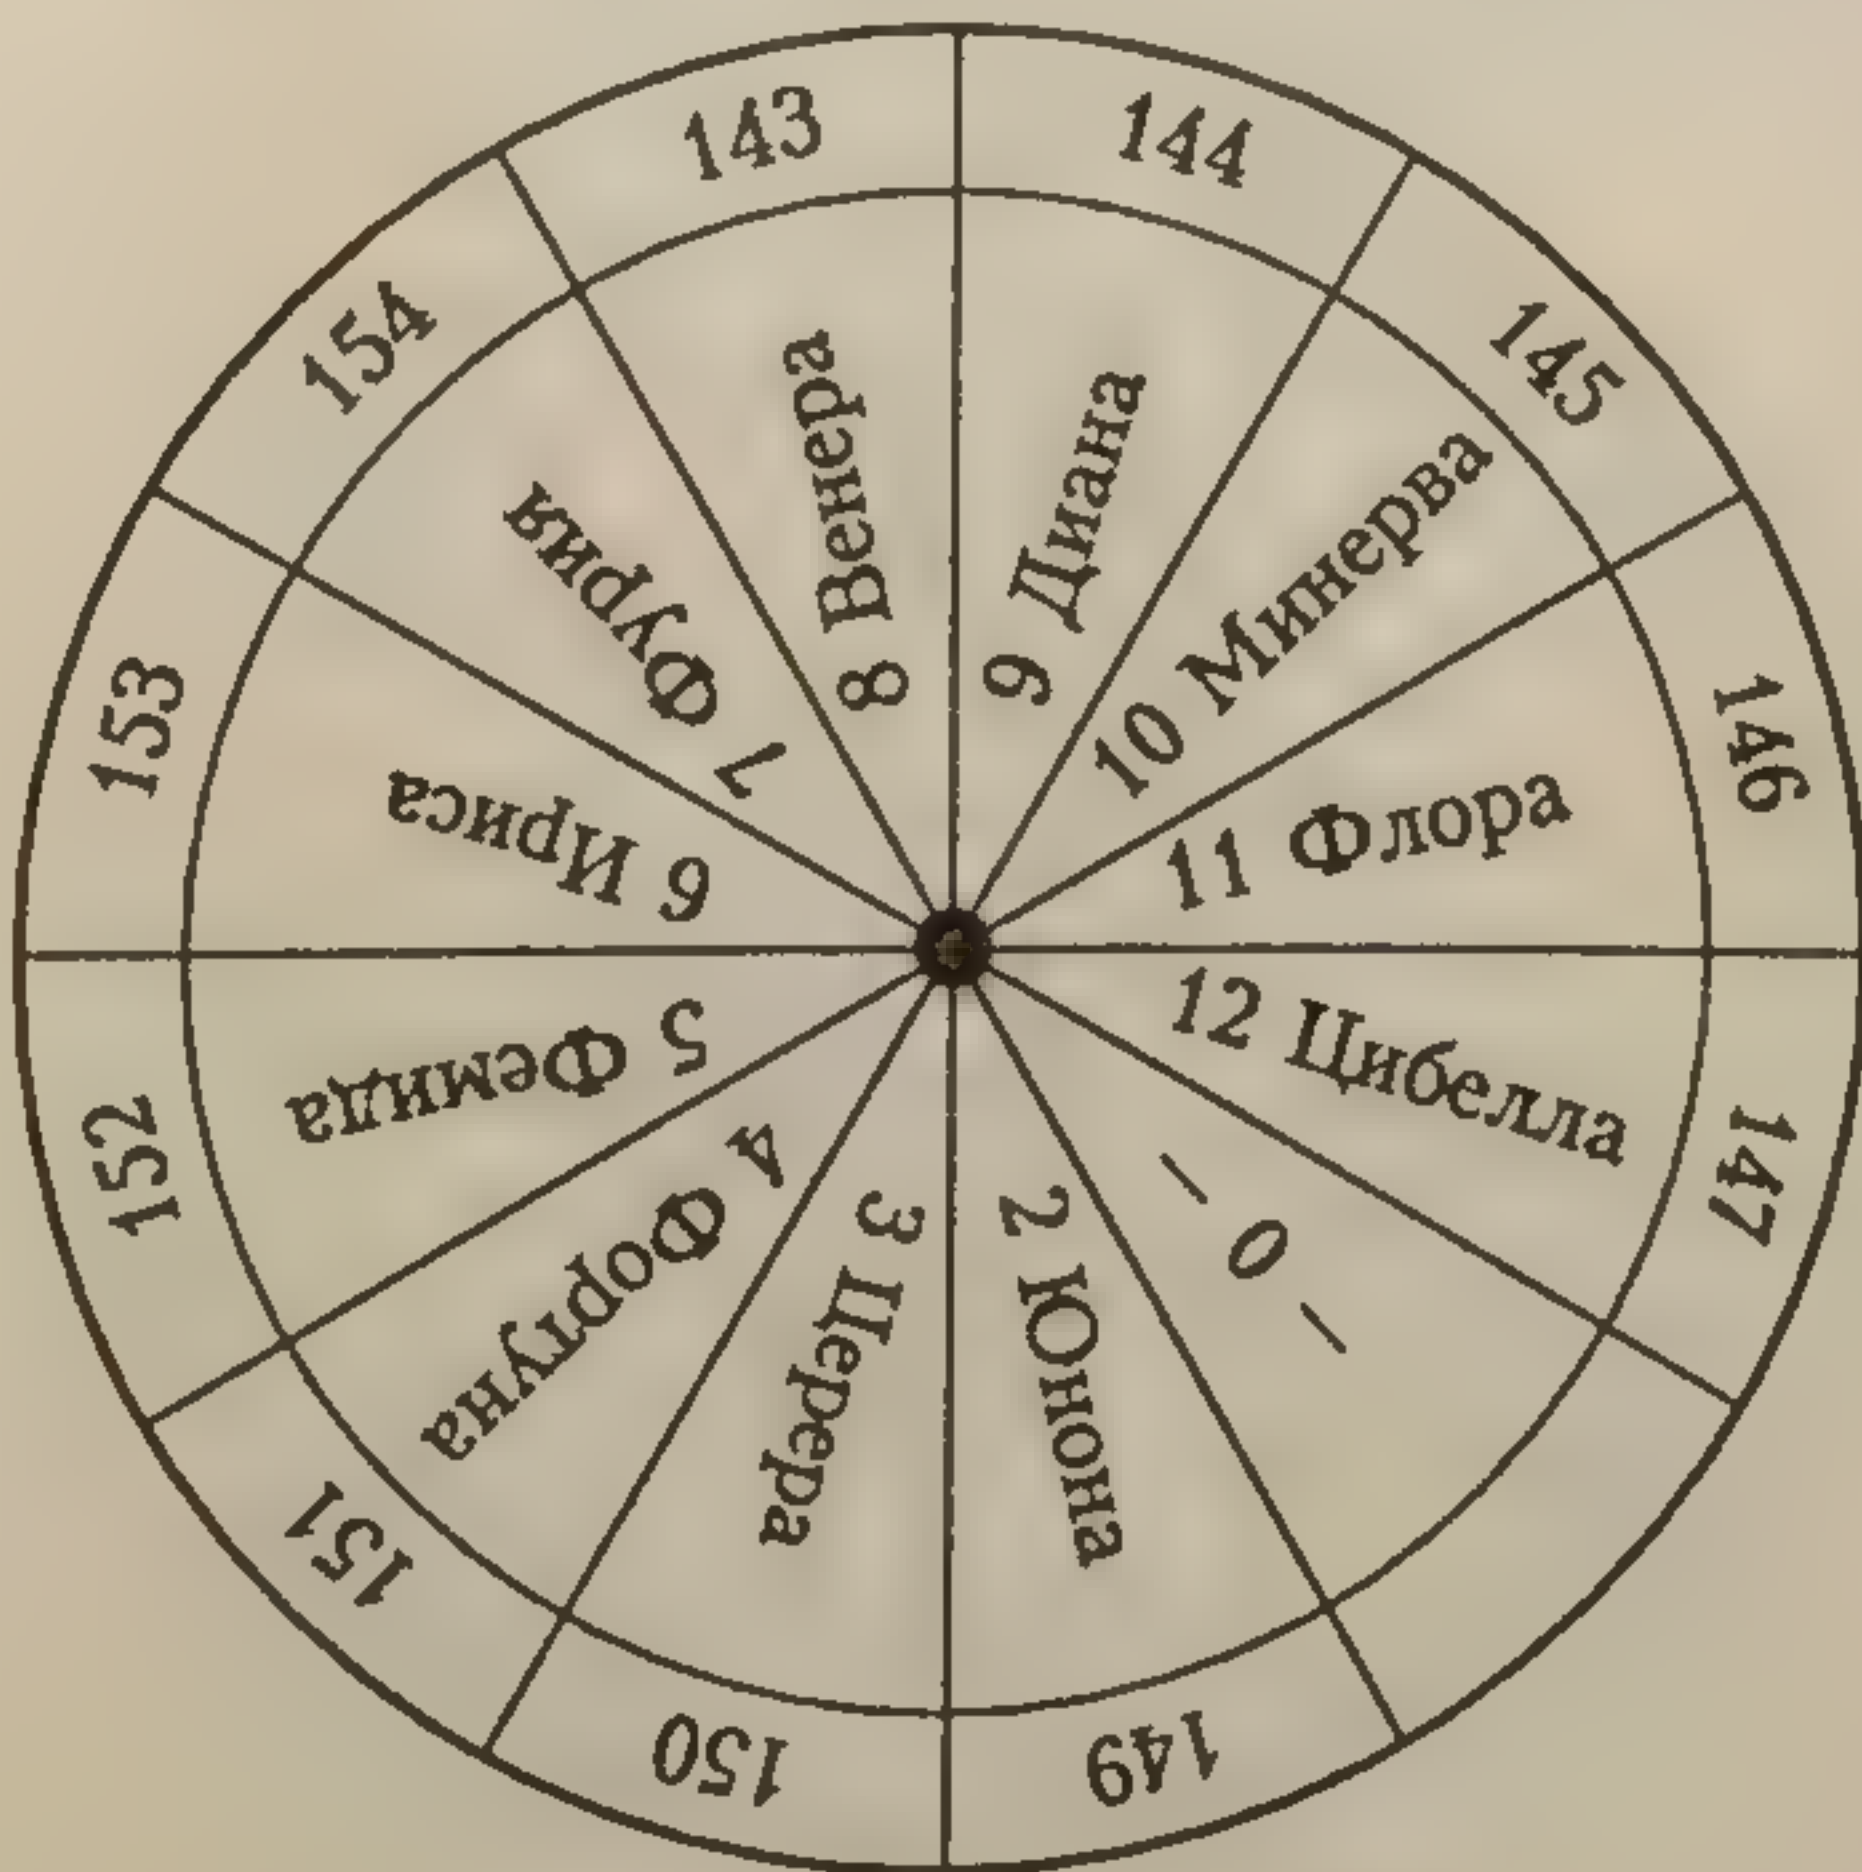 143
144
145
146
147
149
150
151
152
153
154
8 Венера
9 Диана
10 Минерва
11 Флора
12 Цибелла
– 0 –
2 Юнона
3 Церера
4 Фортуна
5 Фемида
6 Ириса
7 Фурия